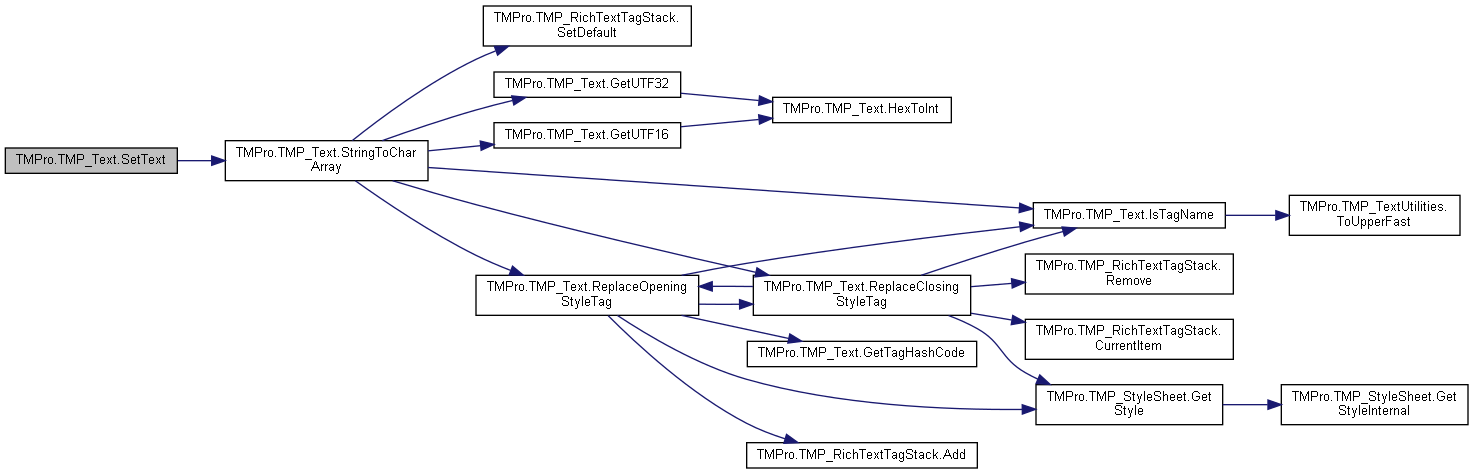 TMPro.TMP_RichTextTagStack.
SetDefault
TMPro.TMP_Text.GetUTF32
TMPro.TMP_Text.HexToInt
TMPro.TMP_Text.GetUTF16
TMPro.TMP_Text.SetText
TMPro.TMP_Text.StringToChar
Array
TMPro.TMP_Text.IsTagName
TMPro.TMP_TextUtilities.
ToUpperFast
TMPro.TMP_Text.ReplaceOpening
StyleTag
TMPro.TMP_Text.ReplaceClosing
StyleTag
TMPro.TMP_RichTextTagStack.
Remove
TMPro.TMP_RichTextTagStack.
CurrentItem
TMPro.TMP_Text.GetTagHashCode
TMPro.TMP_StyleSheet.Get
Style
TMPro.TMP_StyleSheet.Get
StyleInternal
TMPro.TMP_RichTextTagStack.Add